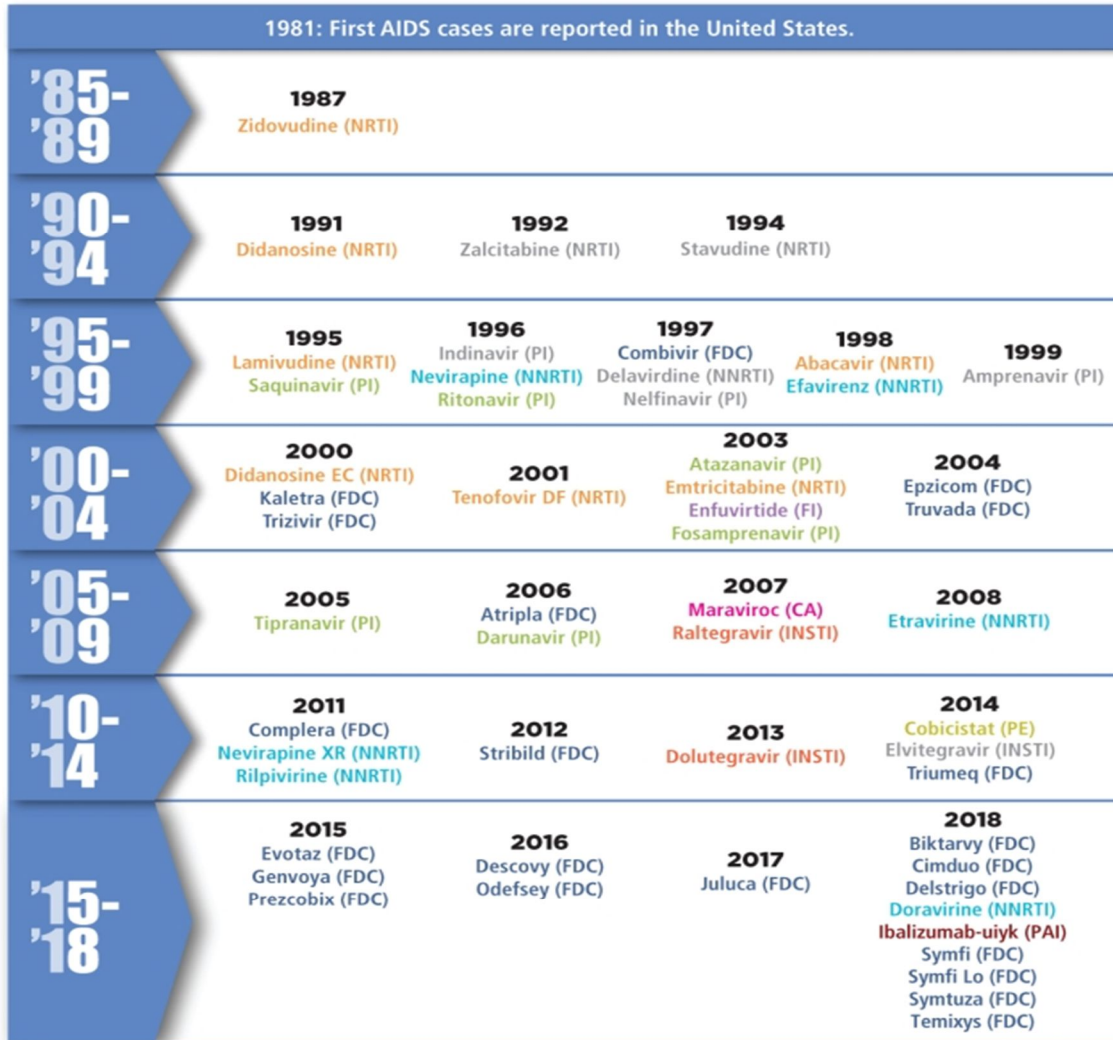 1981: First AIDS cases are reported in the United States.
'85-
'89
1987
Zidovudine (NRTI)
'90-
'94
1991
Didanosine (NRTI)
1992
Zalcitabine (NRTI)
1994
Stavudine (NRTI)
'95-
'99
1995
Lamivudine (NRTI)
Saquinavir (PI)
1996
Indinavir (PI)
Nevirapine (NNRTI)
Ritonavir (PI)
1997
Combivir (FDC)
Delavirdine (NNRTI)
Nelfinavir (PI)
1998
Abacavir (NRTI)
Efavirenz (NNRTI)
1999
Amprenavir (PI)
'00-
'04
2000
Didanosine EC (NRTI)
Kaletra (FDC)
Trizivir (FDC)
2001
Tenofovir DF (NRTI)
2003
Atazanavir (PI)
Emtricitabine (NRTI)
Enfuvirtide (FI)
Fosamprenavir (PI)
2004
Epzicom (FDC)
Truvada (FDC)
'05-
'09
2005
Tipranavir (PI)
2006
Atripla (FDC)
Darunavir (PI)
2007
Maraviroc (CA)
Raltegravir (INSTI)
2008
Etravirine (NNRTI)
'10-
'14
2011
Complera (FDC)
Nevirapine XR (NNRTI)
Rilpivirine (NNRTI)
2012
Stribild (FDC)
2013
Dolutegravir (INSTI)
2014
Cobicistat (PE)
Elvitegravir (INSTI)
Triumeq (FDC)
'15-
'18
2015
Evotaz (FDC)
Genvoya (FDC)
Prezcobix (FDC)
2016
Descovy (FDC)
Odefsey (FDC)
2017
Juluca (FDC)
2018
Biktarvy (FDC)
Cimduo (FDC)
Delstrigo (FDC)
Doravirine (NNRTI)
Ibalizumab-uiyk (PAI)
Symfi (FDC)
Symfi Lo (FDC)
Symtuza (FDC)
Temixys (FDC)